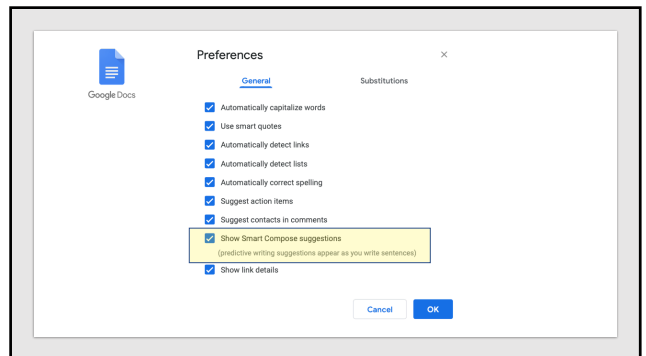 Preferences
×
General Substitutions
Google Docs
Automatically capitalize words
Use smart quotes
Automatically detect links
Automatically detect lists
Automatically correct spelling
Suggest action items
Suggest contacts in comments
Show Smart Compose suggestions
(predictive writing suggestions appear as you write sentences)
Show link details
Cancel OK